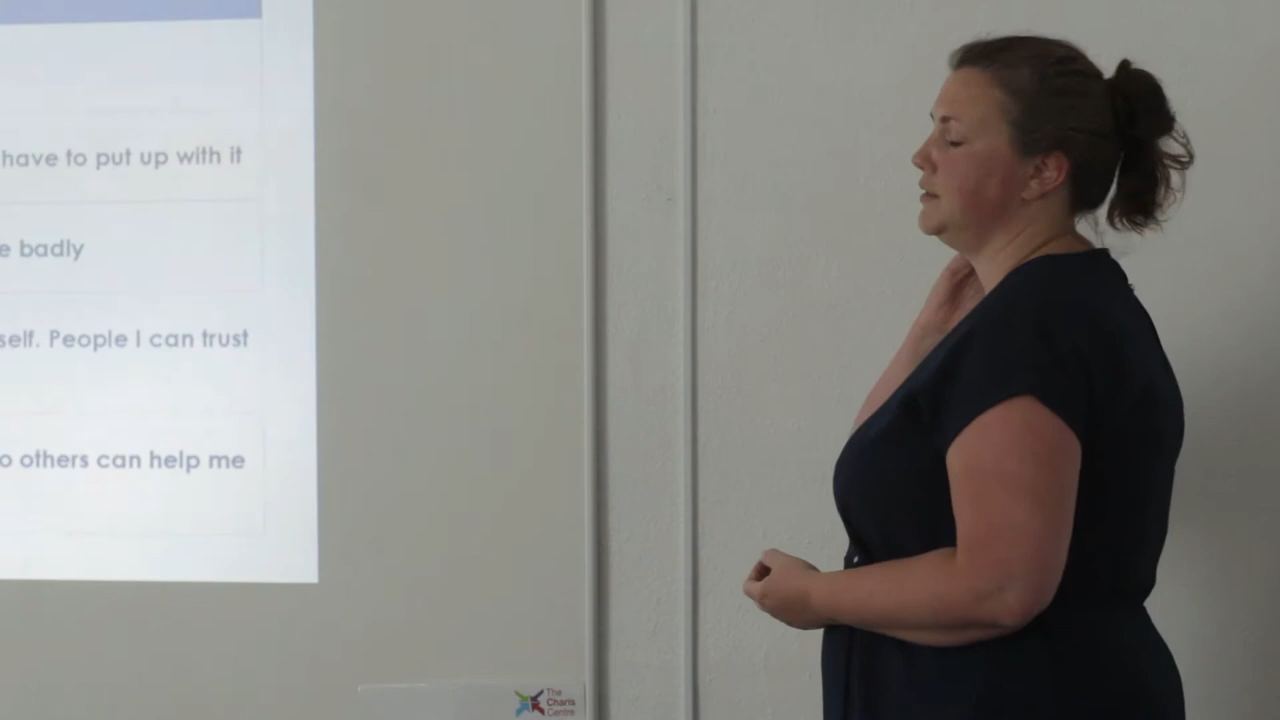 have to put up with it
e badly
self. People I can trust
o others can help me
The
Charis
Centre